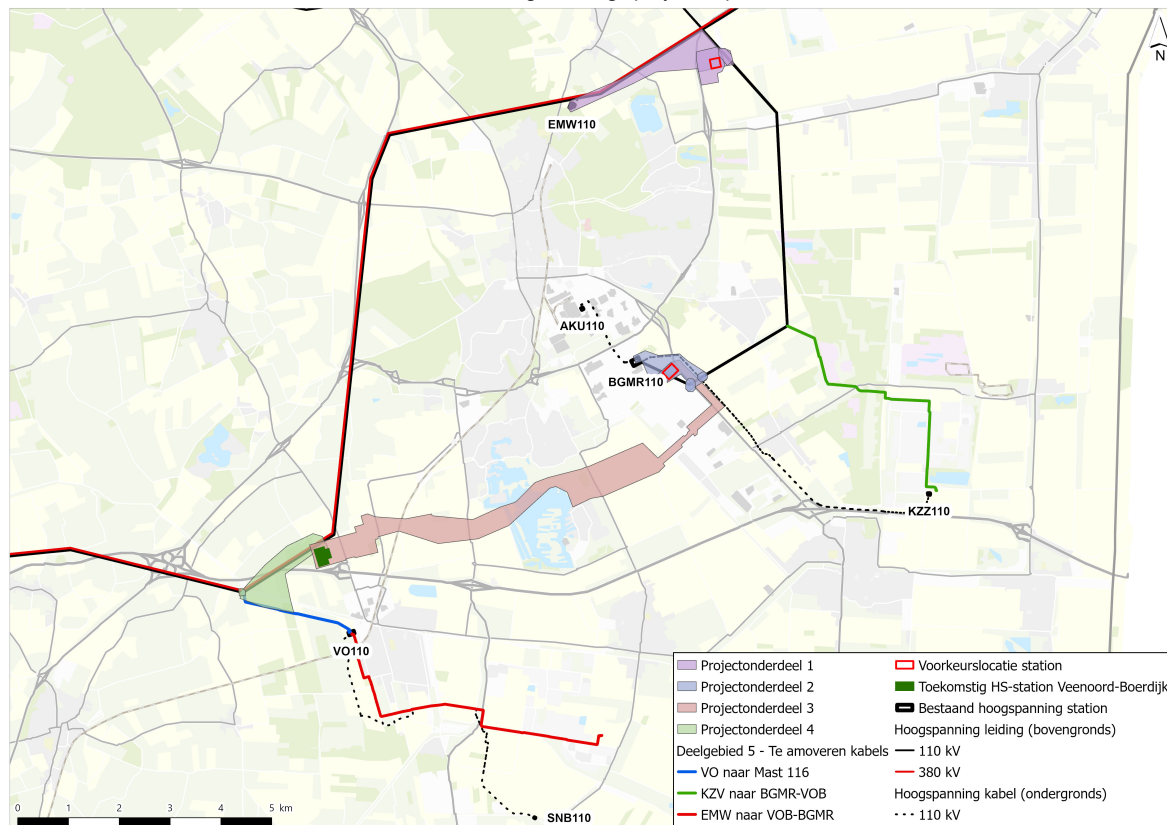 N
EMW110
AKU110
BGMR110
KZZ110
VO110
SNB110
0 1 2 3 4 5 km
Projectonderdeel 1
Projectonderdeel 2
Projectonderdeel 3
Projectonderdeel 4
Deelgebied 5 - Te amoveren kabels
VO naar Mast 116
KZV naar BGMR-VOB
EMW naar VOB-BGMR
Voorkeurslocatie station
Toekomstig HS-station Veenoord-Boerdijk
Bestaand hoogspanning station
Hoogspanning leiding (bovengronds)
110 kV
380 kV
Hoogspanning kabel (ondergronds)
110 kV